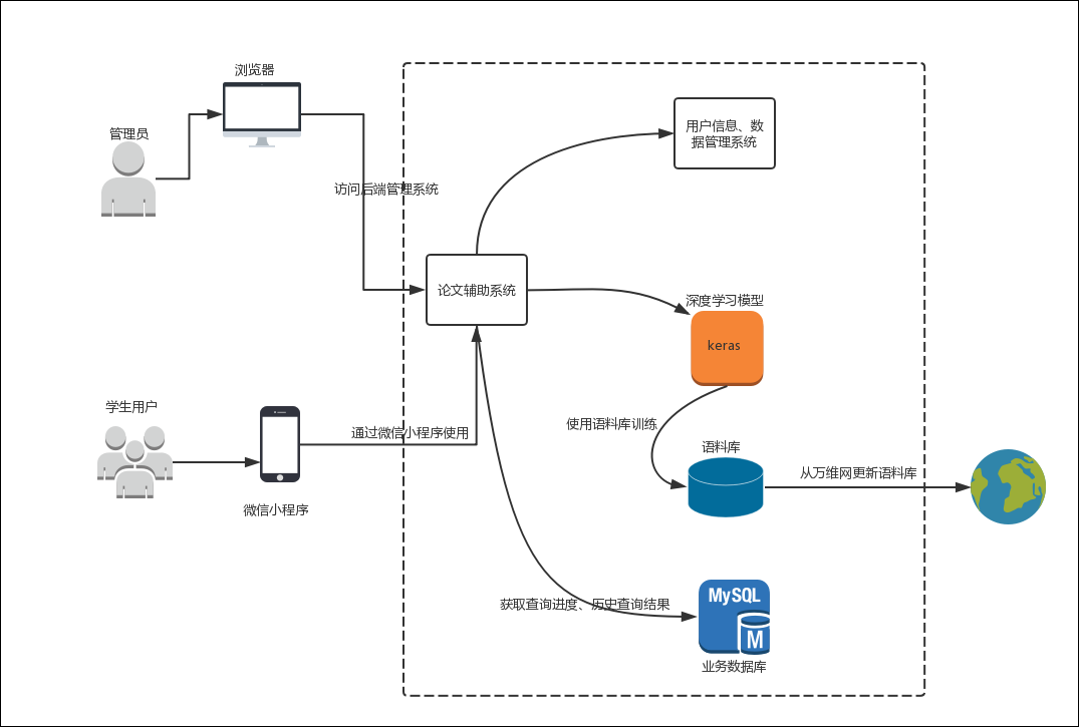 浏览器
管理员
用户信息、数
据管理系统
访问后端管理系统
论文辅助系统
深度学习模型
keras
学生用户
通过微信小程序使用
使用语料库训练
语料库
从万维网更新语料库
微信小程序
MySQL
M
获取查询进度、历史查询结果
业务数据库